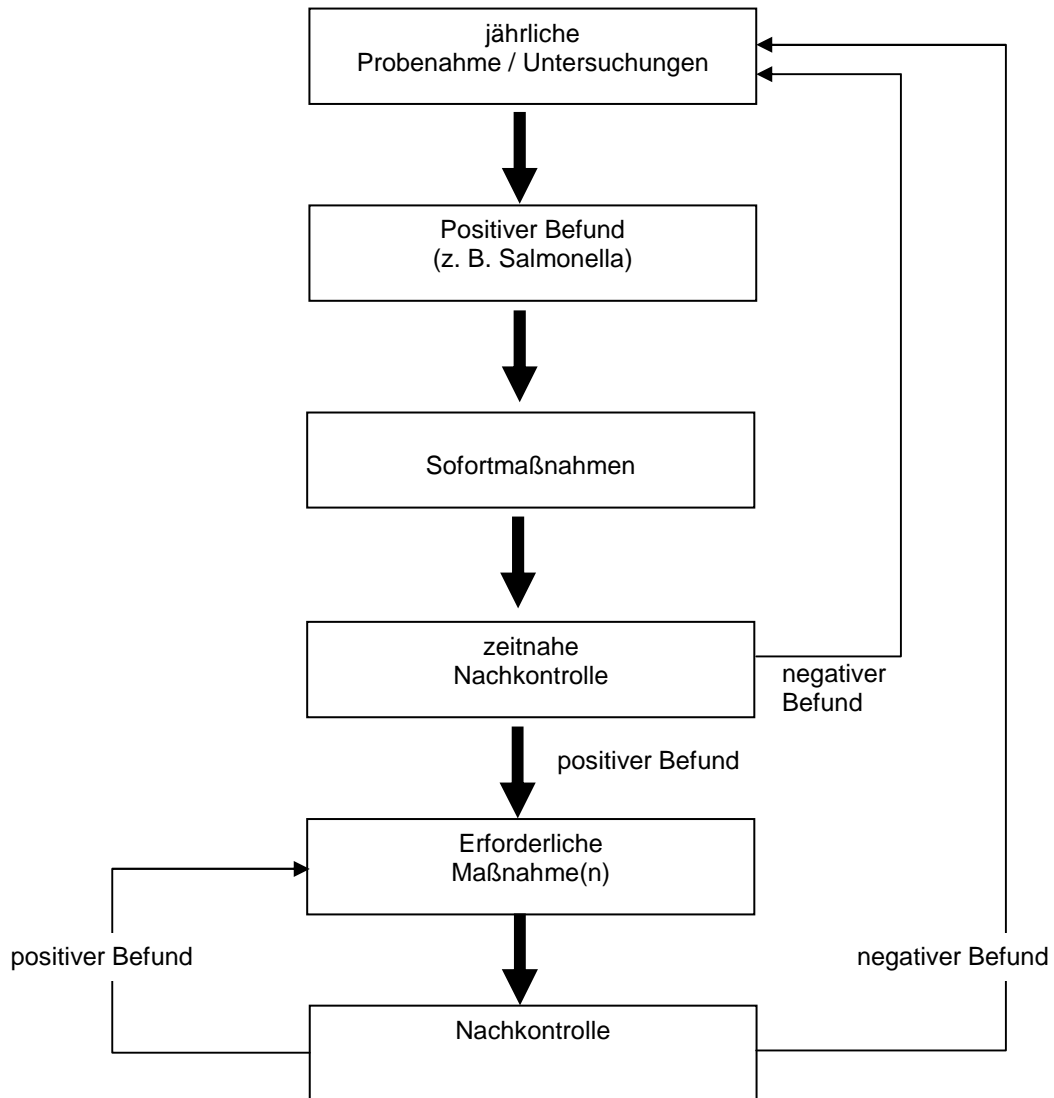 jährliche
Probenahme / Untersuchungen
Positiver Befund
(z. B. Salmonella)
Sofortmaßnahmen
zeitnahe
Nachkontrolle
negativer
Befund
positiver Befund
Erforderliche
Maßnahme(n)
positiver Befund
negativer Befund
Nachkontrolle